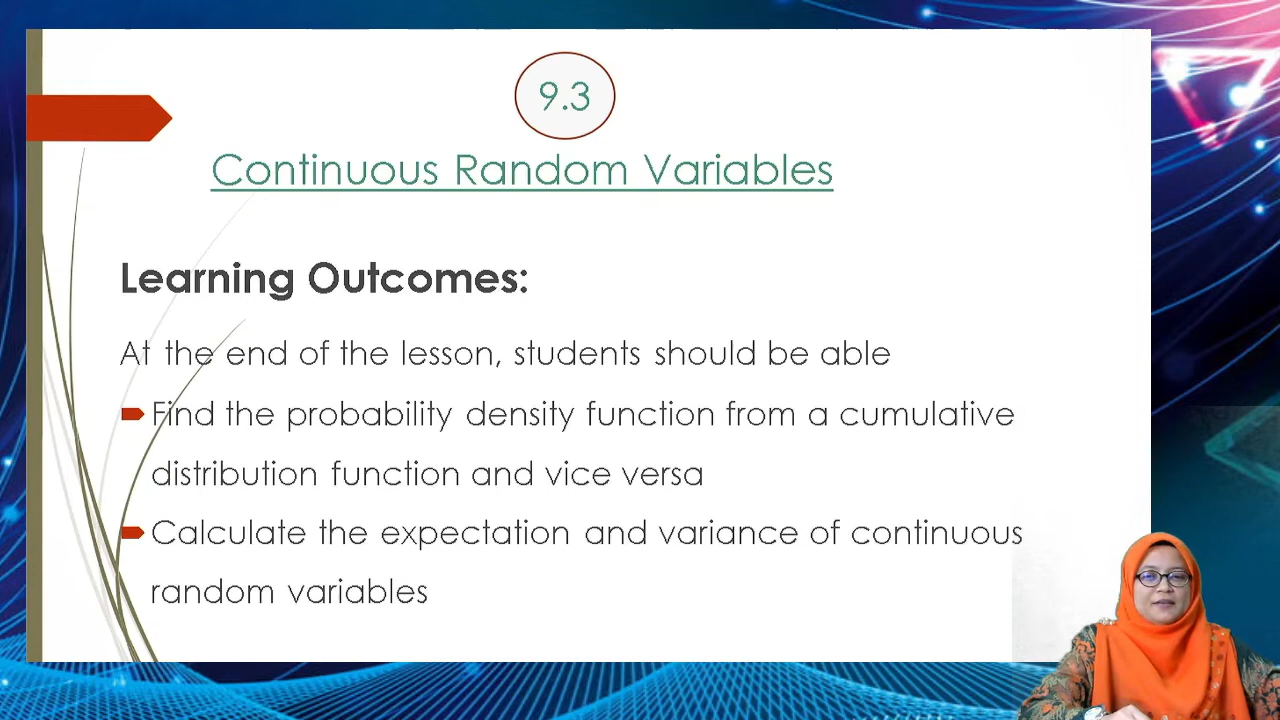 9.3
Continuous Random Variables
Learning Outcomes:
At the end of the lesson, students should be able
Find the probability density function from a cumulative
distribution function and vice versa
Calculate the expectation and variance of continuous
random variables